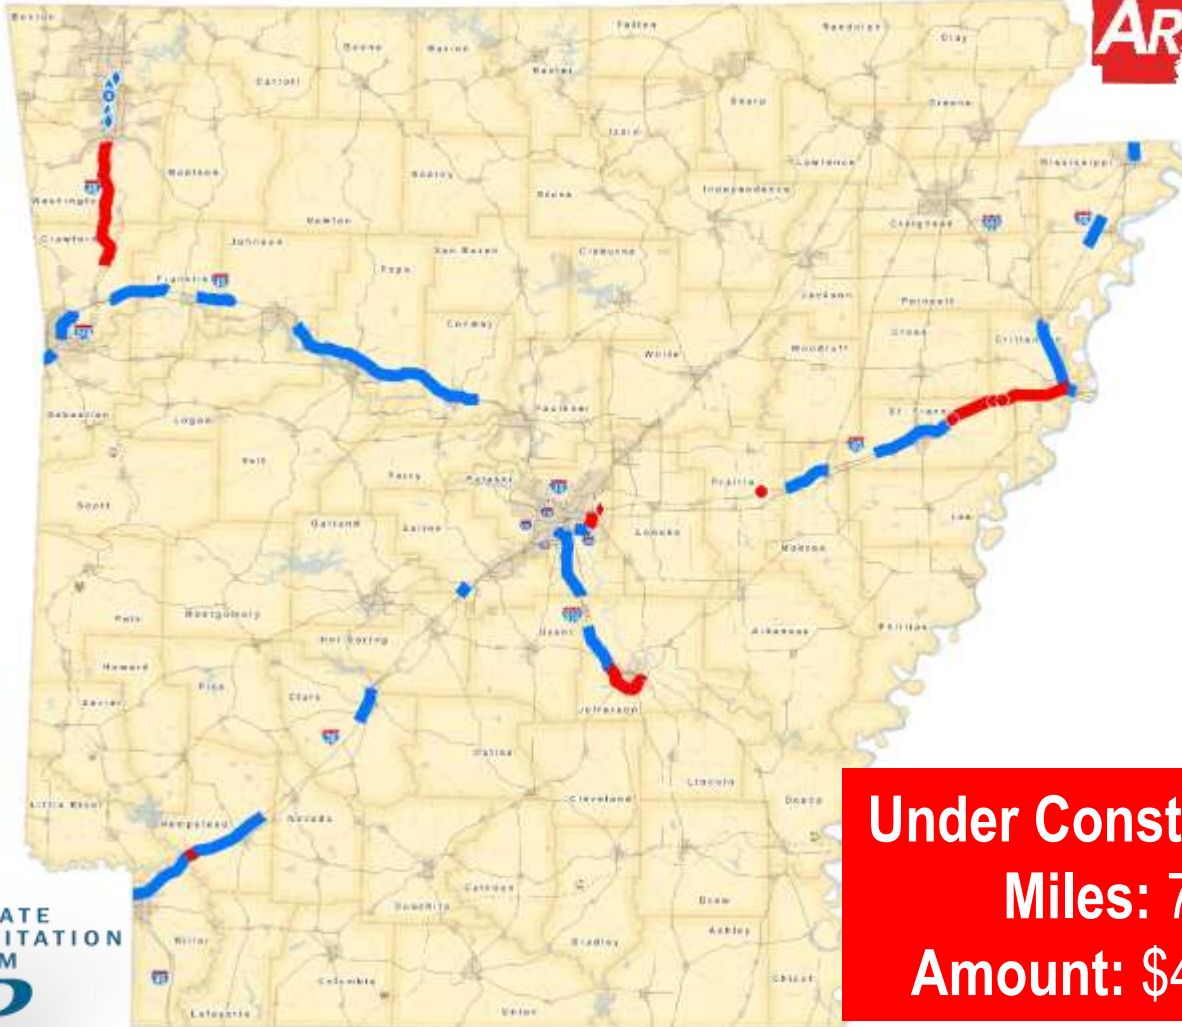 Benton
Boone
Marion
Fulton
Randolph
Clay
AR
Carroll
Baxter
Sharp
Greene
Izard
Lawrence
Mississippi
Madison
Searcy
Stone
Independence
Washingto
Craighead
Crawford
Newton
Johnson
Van Buren
Cleburne
Franklin
Pope
Jackson
Poinsett
Conway
Cross
Critten
White
Woodruff
Sebastian
Logan
Faulkner
St. Franc
Yell
Perry
Pulaski
Prairie
Scott
Garland
Saline
Lonoke
Lee
Monroe
Polk
Montgomery
Hot Spring
Grant
Arkansas
Phillips
Howard
Pike
Clark
Sevier
Jefferson
Dallas
Lincoln
Little River
Hempstead
Nevada
Cleveland
Desha
Under Const
Miles: 7
Amount: $4
Calhoun
Ouachita
Drew
ATE
ITATION
M
Miller
Bradley
Ashley
Columbia
Chicot
Lafayette
Union